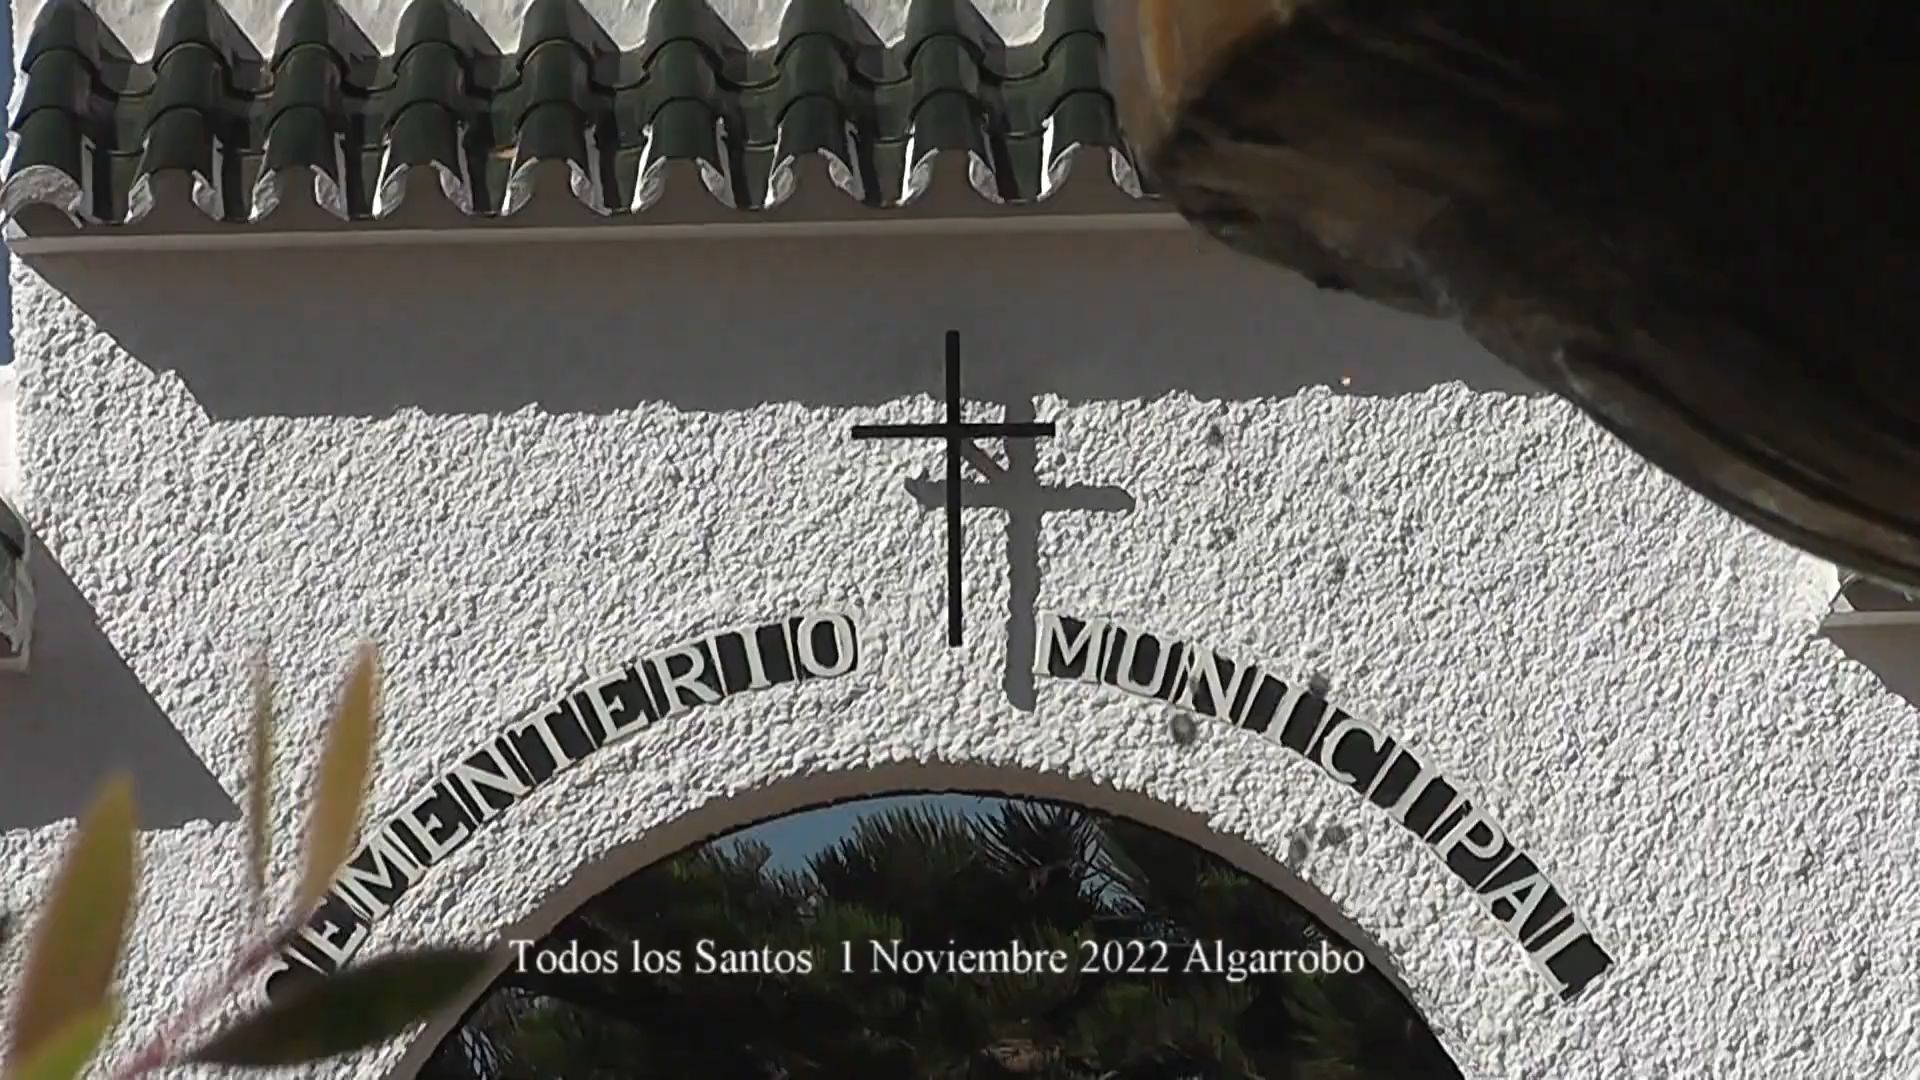 CEMENTERIO MUNICIPAL
Todos los Santos 1 Noviembre 2022 Algarrobo